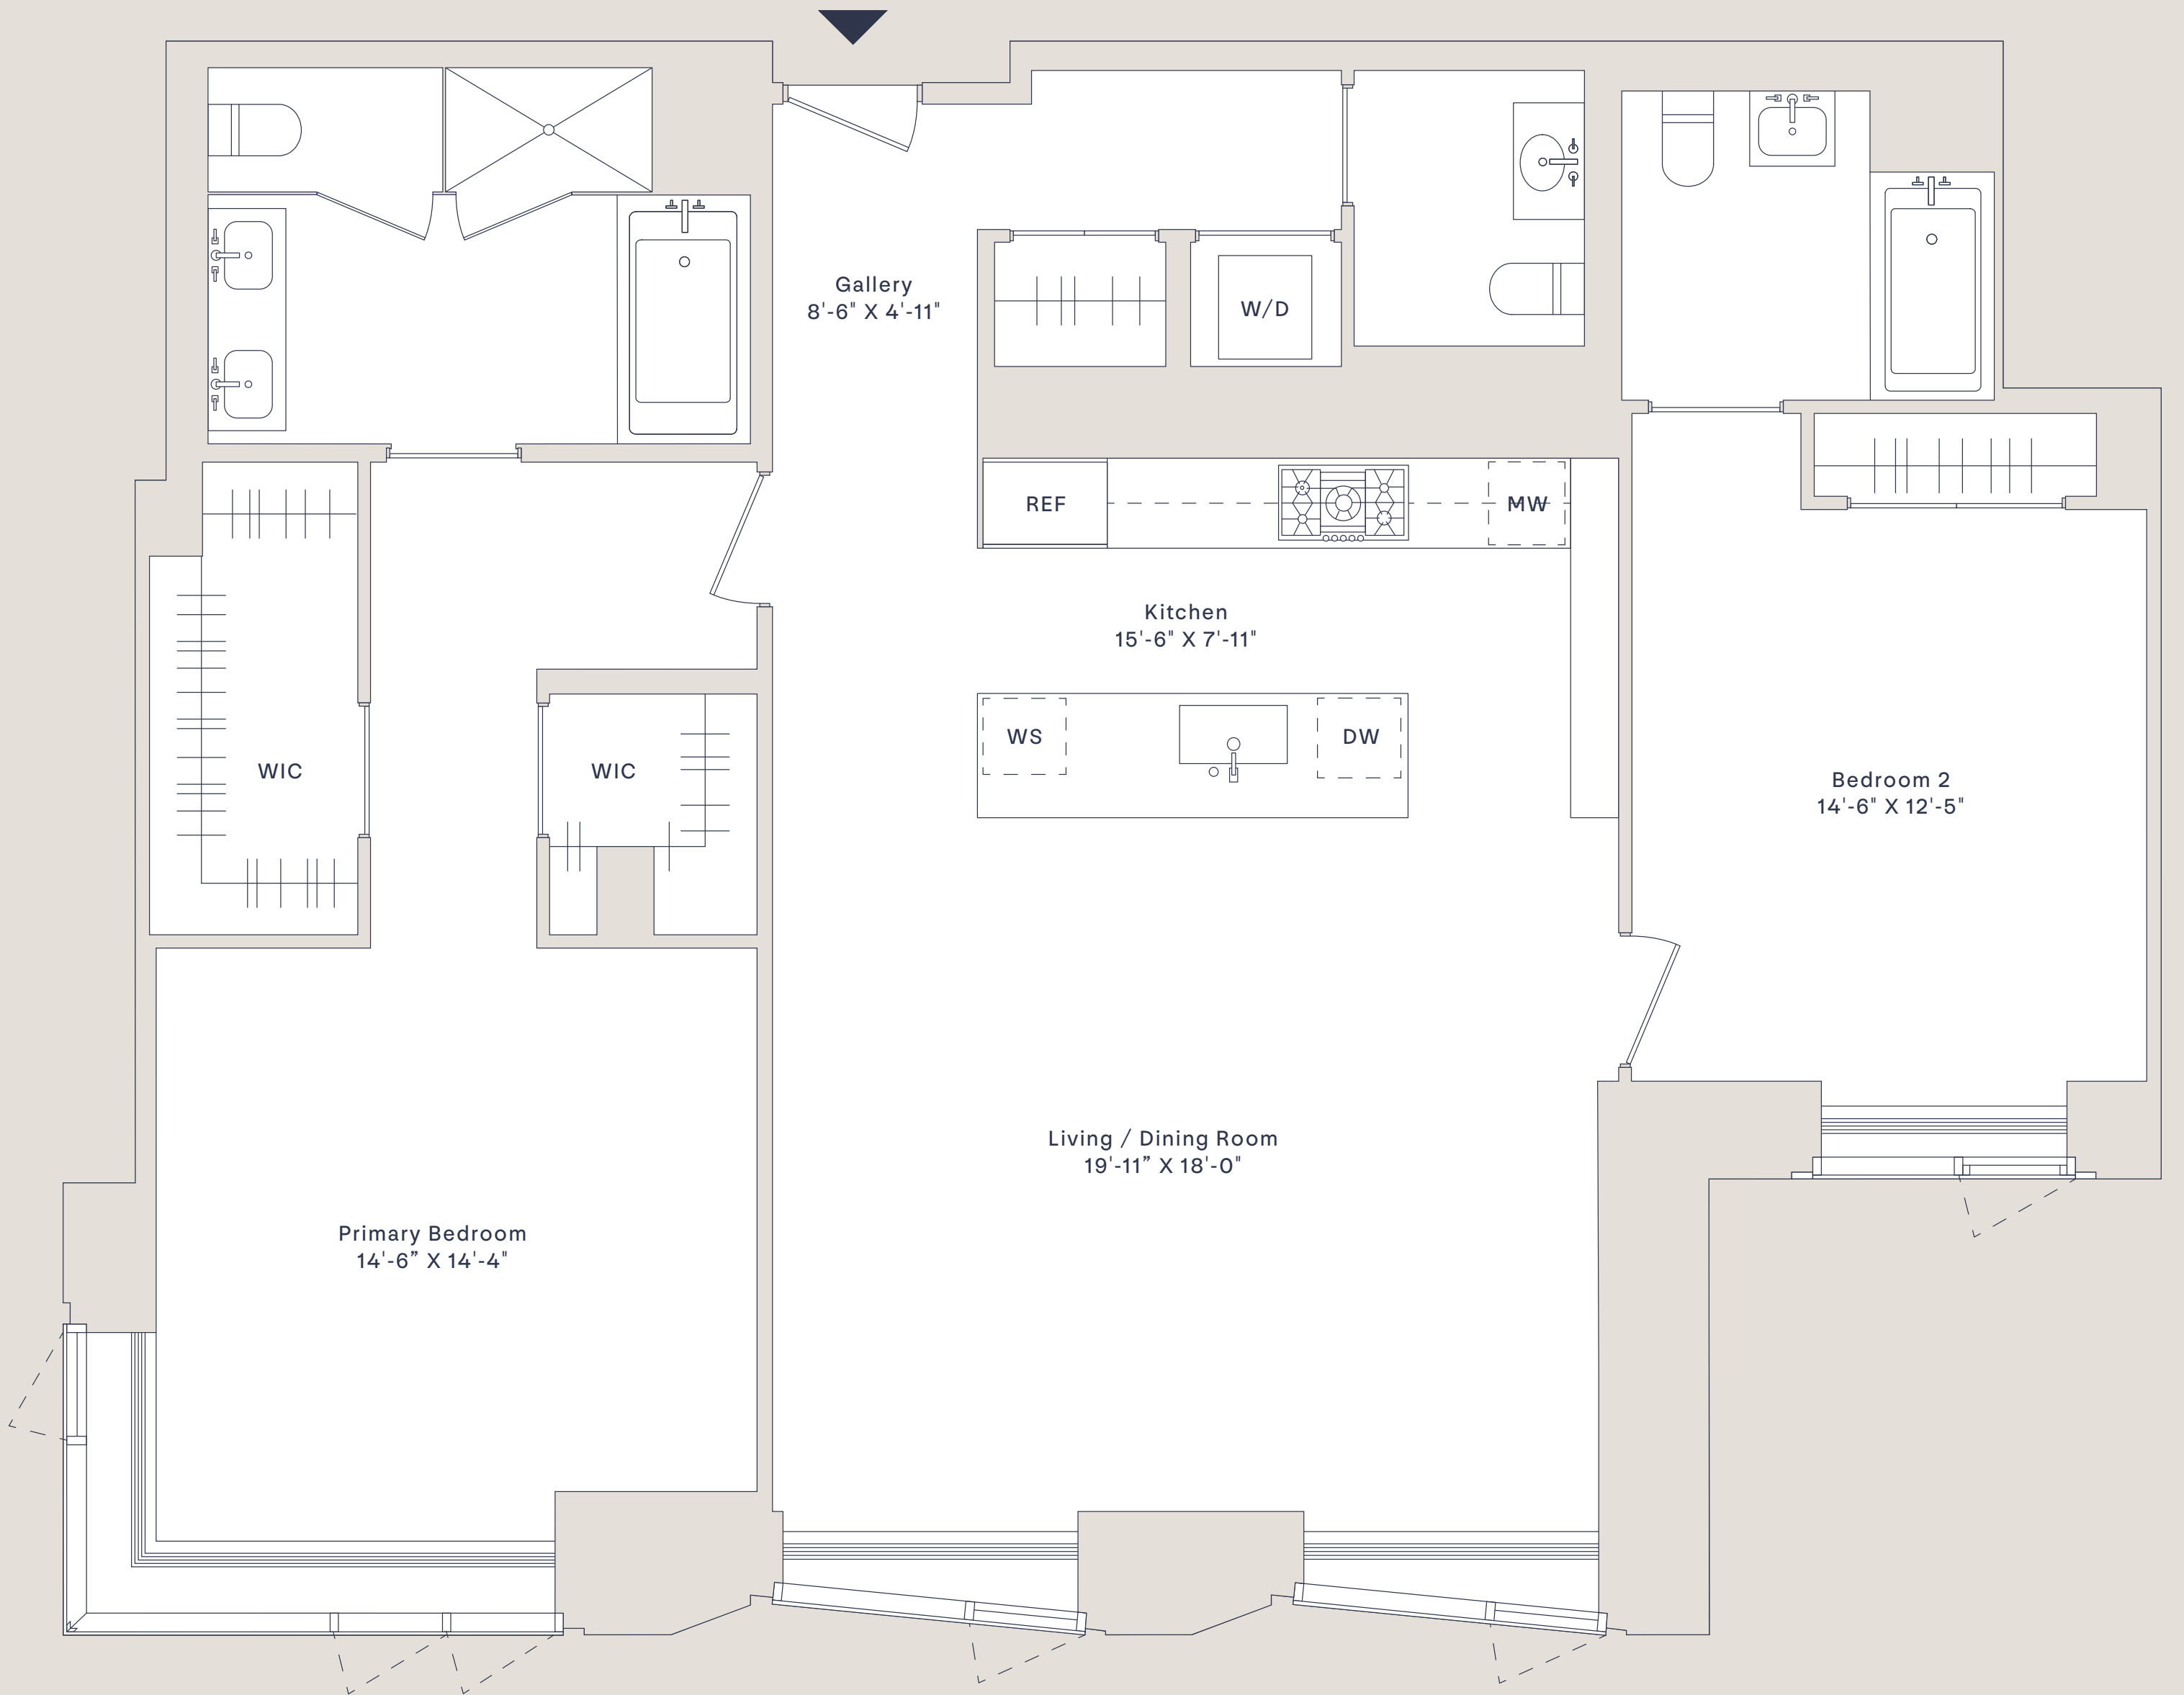 Gallery
8'-6" X 4'-11"
W/D
REF
MW
Kitchen
15'-6" X 7'-11"
WS
DW
WIC
WIC
Bedroom 2
14'-6" X 12'-5"
Living / Dining Room
19'-11” X 18'-0"
Primary Bedroom
14'-6” X 14'-4"